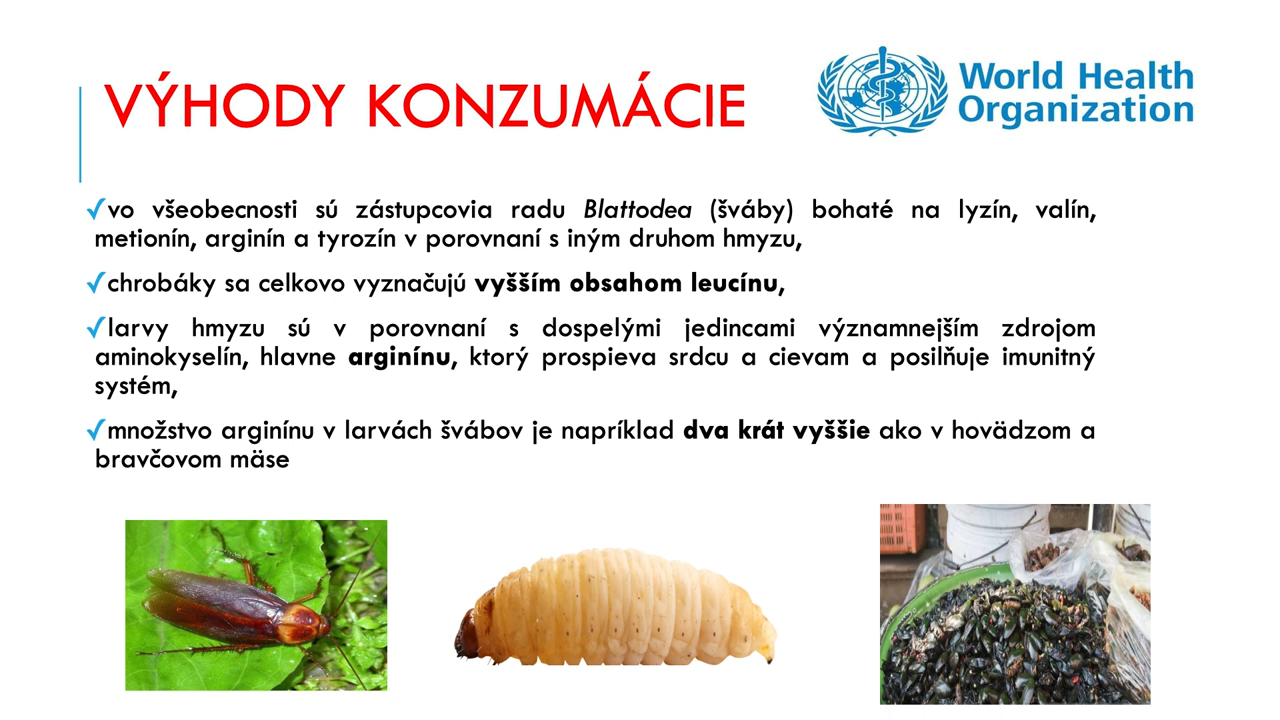 VÝHODY KONZUMÁCIE
World Health
Organization
✓vo všeobecnosti sú zástupcovia radu Blattodea (šváby) bohaté na lyzín, valín,
metionín, arginín a tyrozín v porovnaní s iným druhom hmyzu,
✓chrobáky sa celkovo vyznačujú vyšším obsahom leucínu,
✓larvy hmyzu sú v porovnaní s dospelými jedincami významnejším zdrojom
aminokyselín, hlavne arginínu, ktorý prospieva srdcu a cievam a posilňuje imunitný
systém,
✓množstvo arginínu v larvách švábov je napríklad dva krát vyššie ako v hovädzom a
bravčovom mäse